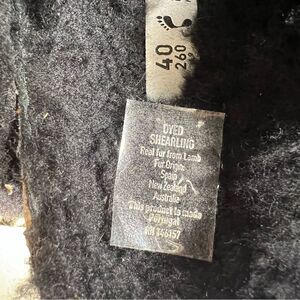 40
260
DYED
SHEARLING
Real fur from Lamb
Fur Origin:
Spain
New Zealand
Australia
This product is made
Portugal
RN 146157